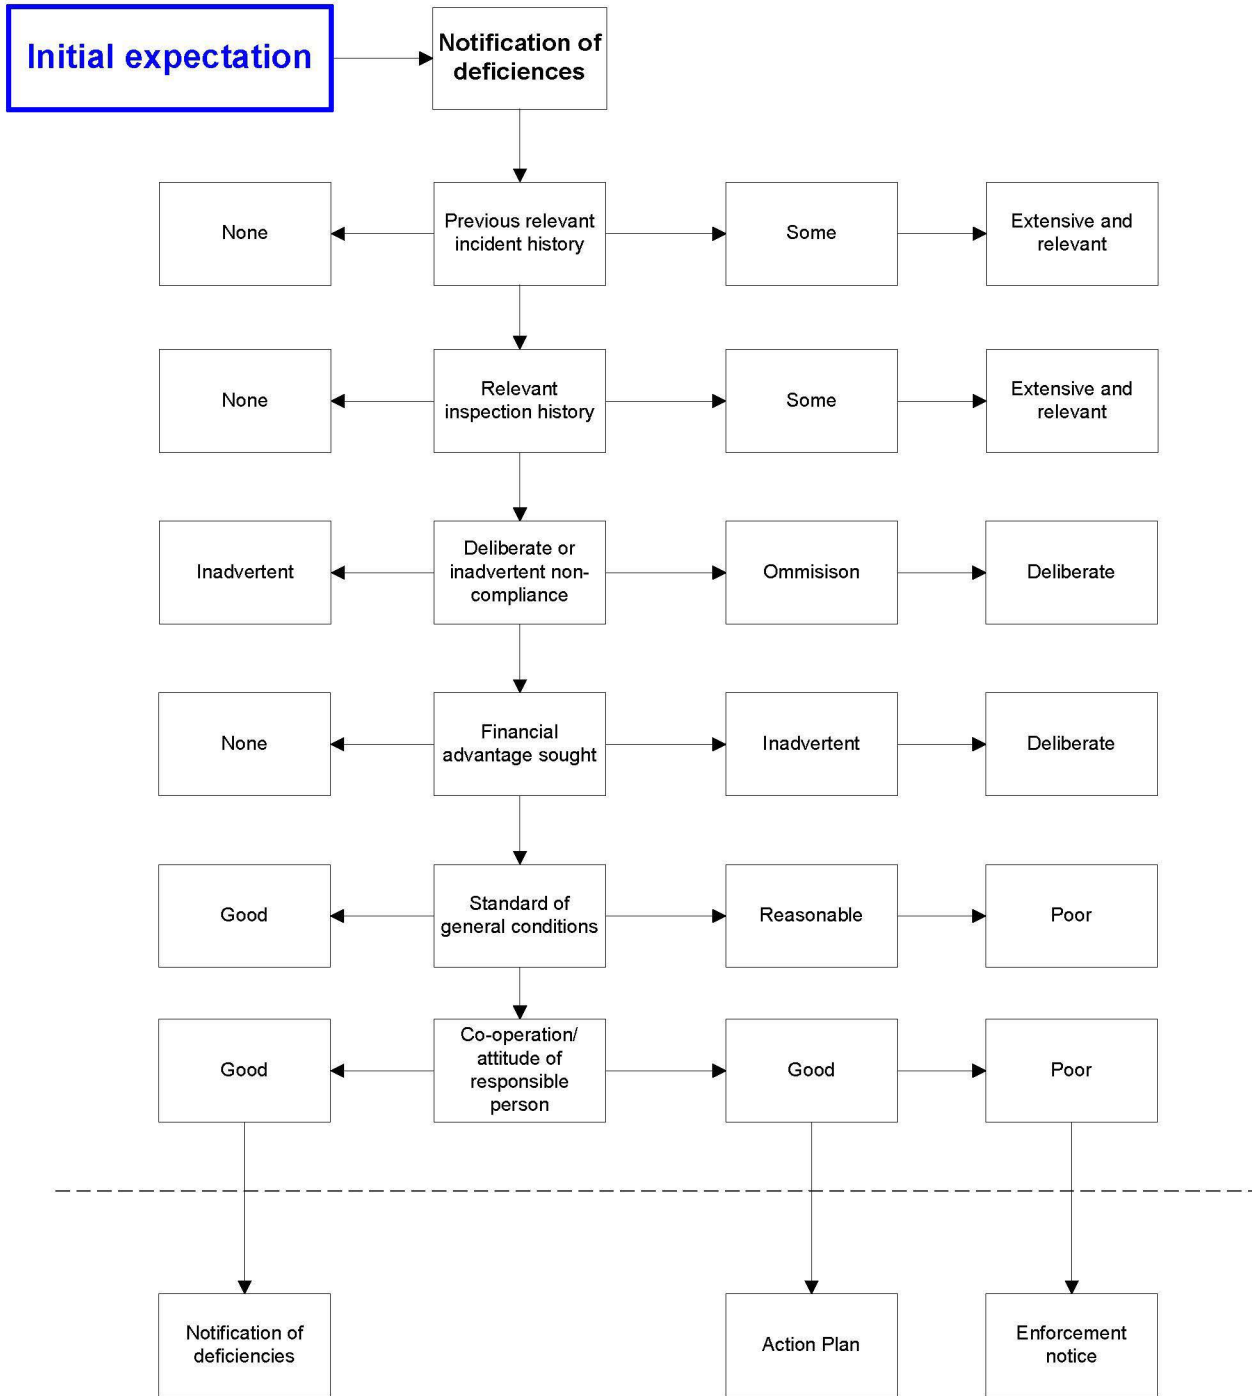 Initial expectation
Notification of
deficiences
None
Previous relevant
incident history
Some
Extensive and
relevant
None
Relevant
inspection history
Some
Extensive and
relevant
Inadvertent
Deliberate or
inadvertent non-
compliance
Ommisison
Deliberate
None
Financial
advantage sought
Inadvertent
Deliberate
Good
Standard of
general conditions
Reasonable
Poor
Good
Co-operation/
attitude of
responsible
person
Good
Poor
Notification of
deficiencies
Action Plan
Enforcement
notice